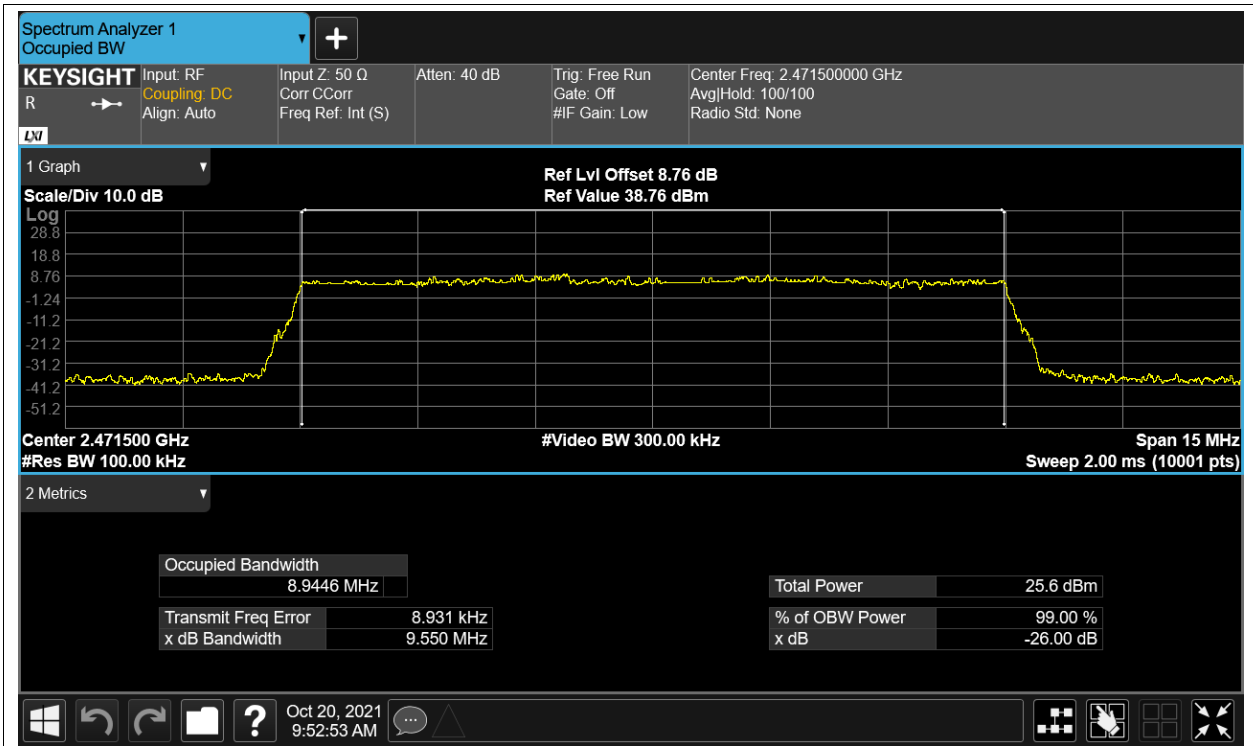 Spectrum Analyzer 1
Occupied BW
KEYSIGHT
R
LXI
Input: RF
Coupling: DC
Align: Auto
Input Z: 50 Ω
Corr CCorr
Freq Ref: Int (S)
Atten: 40 dB
Trig: Free Run
Gate: Off
#IF Gain: Low
Center Freq: 2.471500000 GHz
Avg|Hold: 100/100
Radio Std: None
1 Graph
Scale/Div 10.0 dB
Ref Lvl Offset 8.76 dB
Ref Value 38.76 dBm
Log
28.8
18.8
8.76
-1.24
-11.2
-21.2
-31.2
-41.2
-51.2
Center 2.471500 GHz
#Video BW 300.00 kHz
Span 15 MHz
#Res BW 100.00 kHz
Sweep 2.00 ms (10001 pts)
2 Metrics
Occupied Bandwidth
8.9446 MHz
Transmit Freq Error 8.931 kHz
x dB Bandwidth 9.550 MHz
Total Power 25.6 dBm
% of OBW Power 99.00 %
x dB -26.00 dB
?
Oct 20, 2021
9:52:53 AM